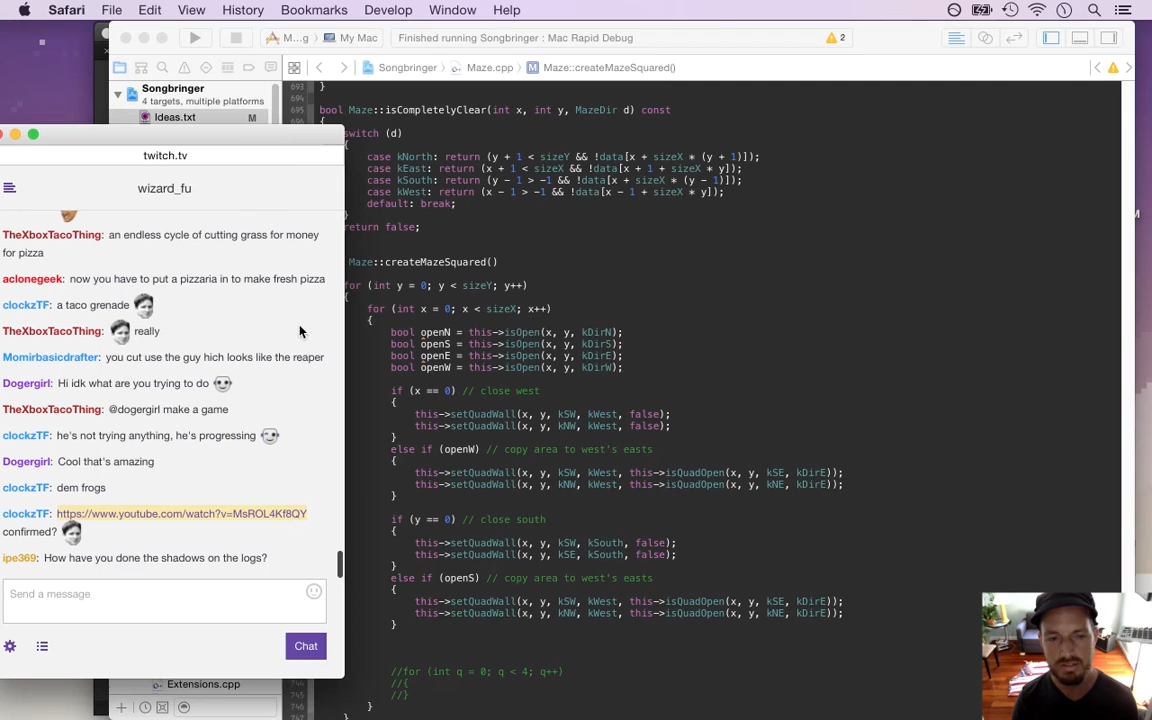 Safari File Edit View History Bookmarks Develop Window Help
My Mac
Finished running Songbringer : Mac Rapid Debug
2
Songbringer
4 targets, multiple platforms
Ideas.txt M
Songbringer Maze.cpp M Maze::createMazeSquared()
twitch.tv
wizard_fu
TheXboxTacoThing: an endless cycle of cutting grass for money
for pizza
aclonegeek: now you have to put a pizzaria in to make fresh pizza
clockzTF: a taco grenade
TheXboxTacoThing: really
Momirbasicdrafter: you cut use the guy hich looks like the reaper
Dogergirl: Hi idk what are you trying to do
TheXboxTacoThing: @dogergirl make a game
clockzTF: he's not trying anything, he's progressing
Dogergirl: Cool that's amazing
clockzTF: dem frogs
clockzTF: https://www.youtube.com/watch?v=MsROL4Kf8QY
confirmed?
ipe369: How have you done the shadows on the logs?
Send a message
Chat
Extensions.cpp
693 }
694
695 bool Maze::isCompletelyClear(int x, int y, MazeDir d) const
696 {
switch (d)
{
case kNorth: return (y + 1 < sizeY && !data[x + sizeX * (y + 1)]);
case kEast: return (x + 1 < sizeX && !data[x + sizeX * y]);
case kSouth: return (y - 1 > -1 && !data[x + sizeX * (y - 1)]);
case kWest: return (x - 1 > -1 && !data[x - 1 + sizeX * y]);
default: break;
}
return false;
Maze::createMazeSquared()
for (int y = 0; y < sizeY; y++)
{
for (int x = 0; x < sizeX; x++)
{
bool openN = this->isOpen(x, y, kDirN);
bool openS = this->isOpen(x, y, kDirS);
bool openE = this->isOpen(x, y, kDirE);
bool openW = this->isOpen(x, y, kDirW);
if (x == 0) // close west
{
this->setQuadWall(x, y, kSW, kWest, false);
this->setQuadWall(x, y, kNW, kWest, false);
}
else if (openW) // copy area to west's easts
{
this->setQuadWall(x, y, kSW, kWest, this->isQuadOpen(x, y, kSE, kDirE));
this->setQuadWall(x, y, kNW, kWest, this->isQuadOpen(x, y, kNE, kDirE));
}
if (y == 0) // close south
{
this->setQuadWall(x, y, kSW, kSouth, false);
this->setQuadWall(x, y, kSE, kSouth, false);
}
else if (openS) // copy area to west's easts
{
this->setQuadWall(x, y, kSW, kWest, this->isQuadOpen(x, y, kSE, kDirE));
this->setQuadWall(x, y, kNW, kWest, this->isQuadOpen(x, y, kNE, kDirE));
}
//for (int q = 0; q < 4; q++)
//{
//}
745 }
746
747 }